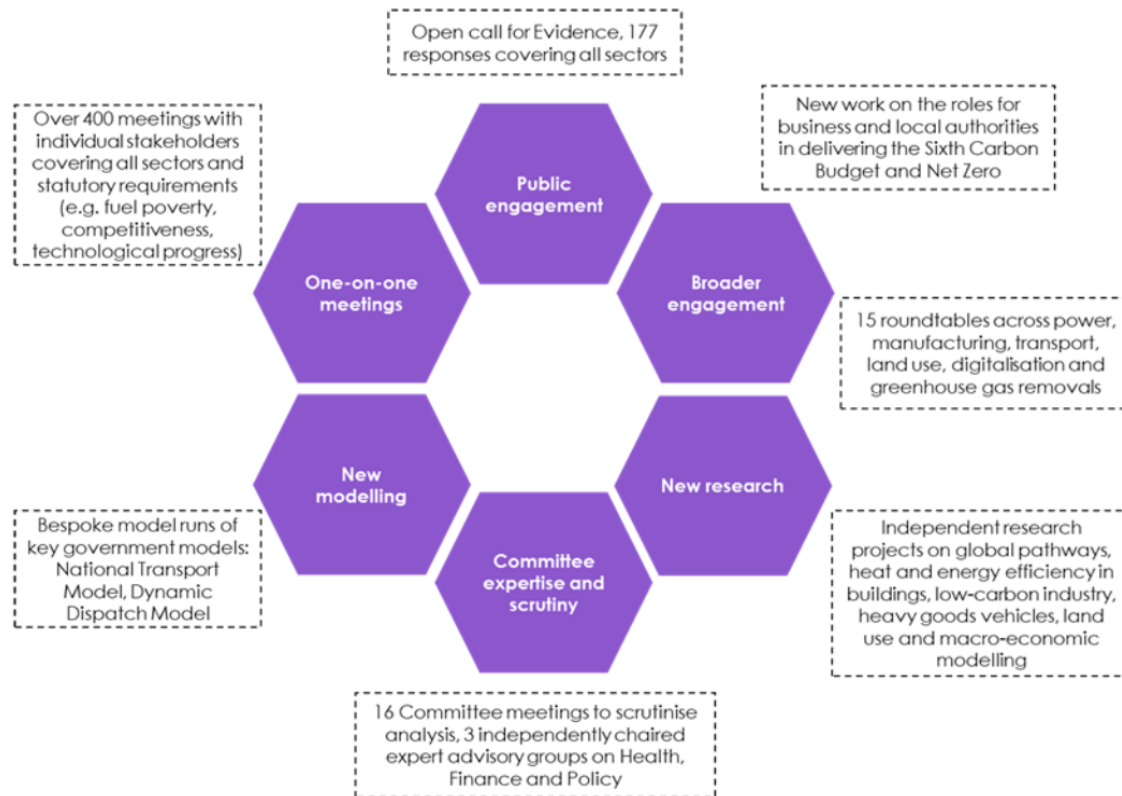 Open call for Evidence, 177
responses covering all sectors
Over 400 meetings with
individual stakeholders
covering all sectors and
statutory requirements
(e.g. fuel poverty,
competitiveness,
technological progress)
New work on the roles for
business and local authorities
in delivering the Sixth Carbon
Budget and Net Zero
Public
engagement
One-on-one
meetings
Broader
engagement
15 roundtables across power,
manufacturing, transport,
land use, digitalisation and
greenhouse gas removals
New
modelling
New research
Bespoke model runs of
key government models:
National Transport
Model, Dynamic
Dispatch Model
Committee
expertise and
scrutiny
Independent research
projects on global pathways,
heat and energy efficiency in
buildings, low-carbon industry,
heavy goods vehicles, land
use and macro-economic
modelling
16 Committee meetings to scrutinise
analysis, 3 independently chaired
expert advisory groups on Health,
Finance and Policy